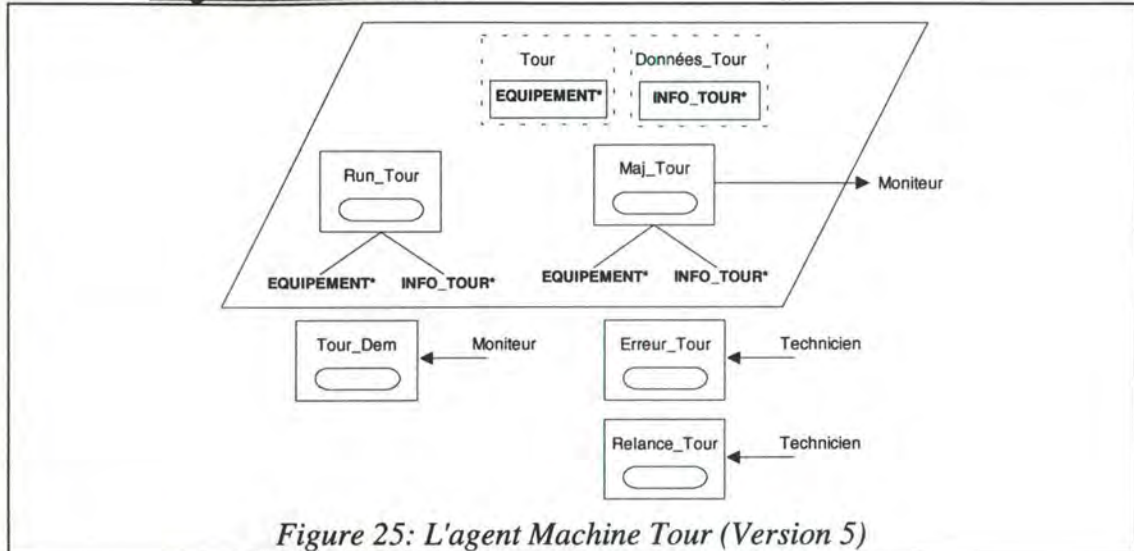 Tour Données_Tour
EQUIPEMENT* INFO_TOUR*
Run_Tour Maj_Tour Moniteur
EQUIPEMENT* INFO_TOUR* EQUIPEMENT* INFO_TOUR*
Tour_Dem Moniteur Erreur_Tour Technicien
Relance_Tour Technicien
Figure 25: L'agent Machine Tour (Version 5)